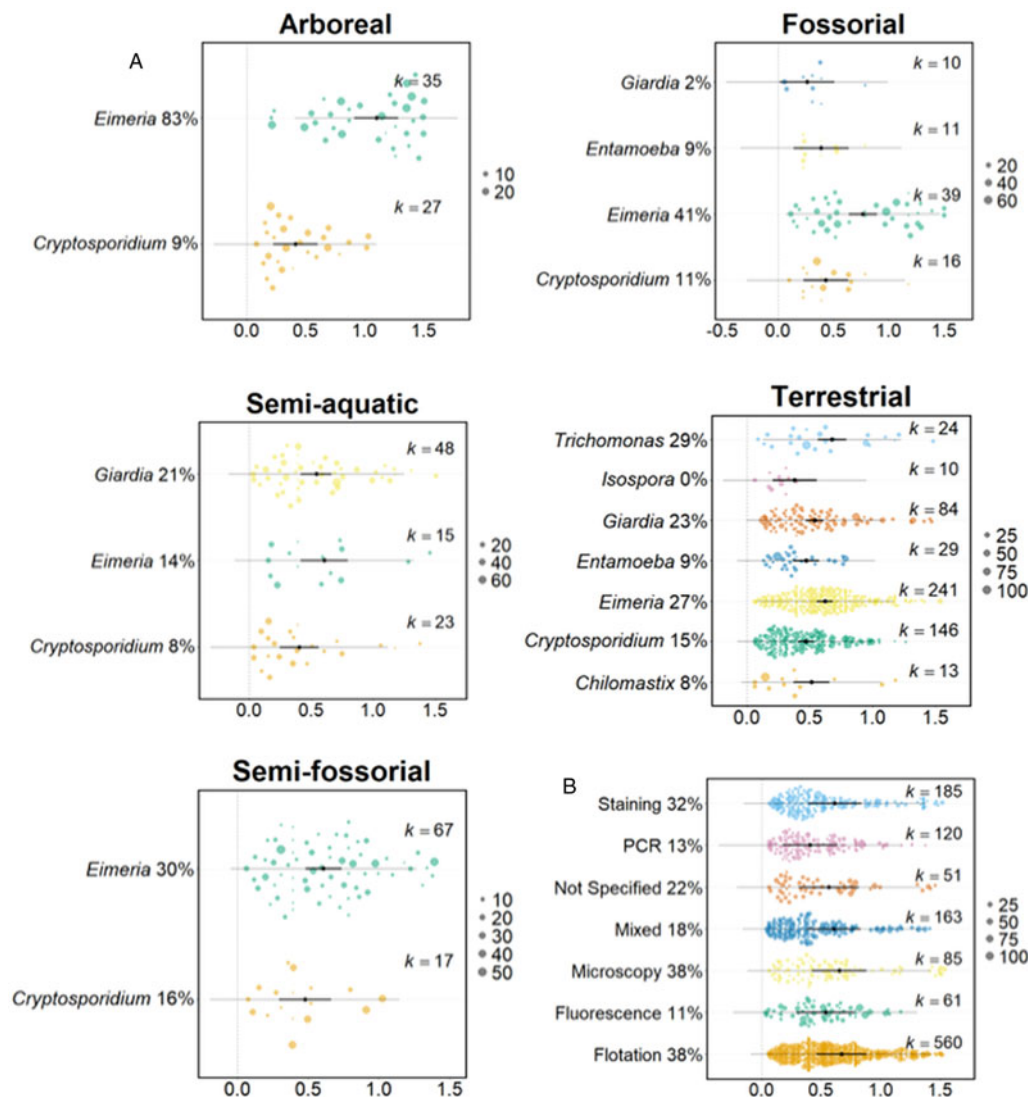 Arboreal
A
k = 35
Eimeria 83%
10
20
k = 27
Cryptosporidium 9%
0.0 0.5 1.0 1.5
Fossorial
k = 10
Giardia 2%
k = 11
Entamoeba 9%
20
40
60
k = 39
Eimeria 41%
k = 16
Cryptosporidium 11%
-0.5 0.0 0.5 1.0 1.5
Semi-aquatic
k = 48
Giardia 21%
k = 15
Eimeria 14%
20
40
60
k = 23
Cryptosporidium 8%
0.0 0.5 1.0 1.5
Terrestrial
k = 24
Trichomonas 29%
k = 10
Isospora 0%
k = 84
Giardia 23%
25
50
75
100
k = 29
Entamoeba 9%
k = 241
Eimeria 27%
k = 146
Cryptosporidium 15%
k = 13
Chilomastix 8%
0.0 0.5 1.0 1.5
Semi-fossorial
k = 67
Eimeria 30%
10
20
30
40
50
k = 17
Cryptosporidium 16%
0.0 0.5 1.0 1.5
B
k = 185
Staining 32%
k = 120
PCR 13%
k = 51
Not Specified 22%
25
50
75
100
k = 163
Mixed 18%
k = 85
Microscopy 38%
k = 61
Fluorescence 11%
k = 560
Flotation 38%
0.0 0.5 1.0 1.5